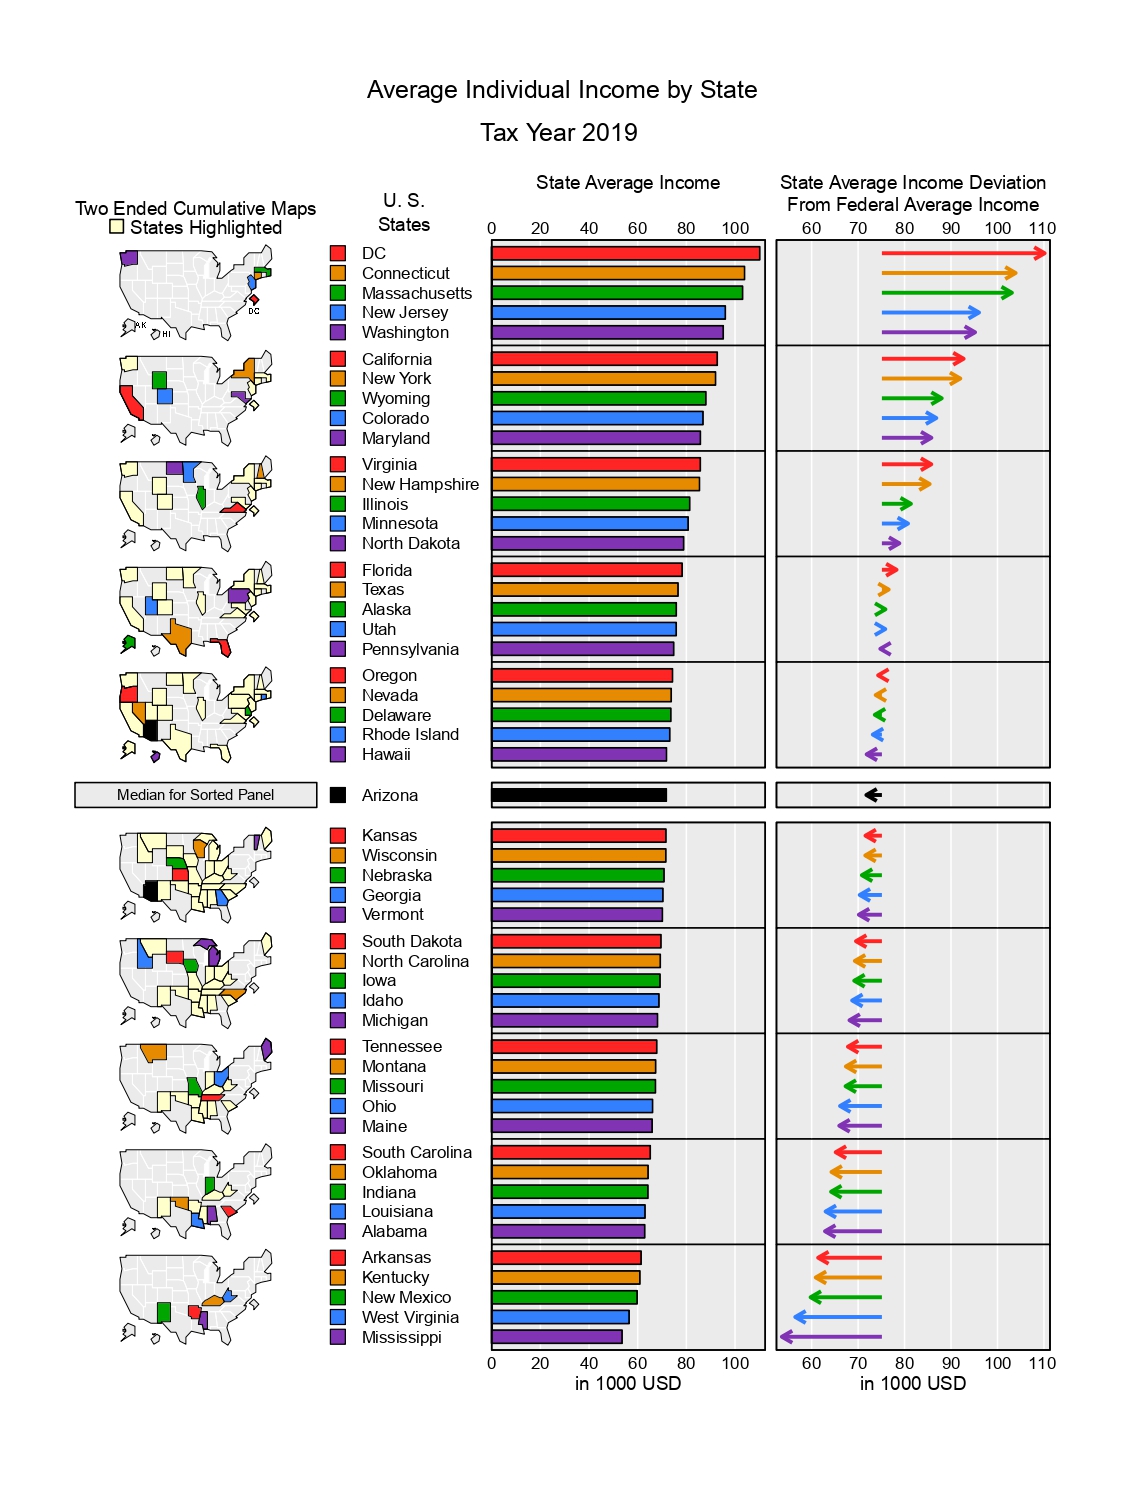 Average Individual Income by State
Tax Year 2019
Two Ended Cumulative Maps
States Highlighted
U. S.
States
State Average Income
State Average Income Deviation
From Federal Average Income
0 20 40 60 80 100
60 70 80 90 100 110
DC
Connecticut
Massachusetts
New Jersey
Washington
DC
AK
HI
California
New York
Wyoming
Colorado
Maryland
Virginia
New Hampshire
Illinois
Minnesota
North Dakota
Florida
Texas
Alaska
Utah
Pennsylvania
Oregon
Nevada
Delaware
Rhode Island
Hawaii
Median for Sorted Panel
Arizona
Kansas
Wisconsin
Nebraska
Georgia
Vermont
South Dakota
North Carolina
Iowa
Idaho
Michigan
Tennessee
Montana
Missouri
Ohio
Maine
South Carolina
Oklahoma
Indiana
Louisiana
Alabama
Arkansas
Kentucky
New Mexico
West Virginia
Mississippi
0 20 40 60 80 100
60 70 80 90 100 110
in 1000 USD
in 1000 USD